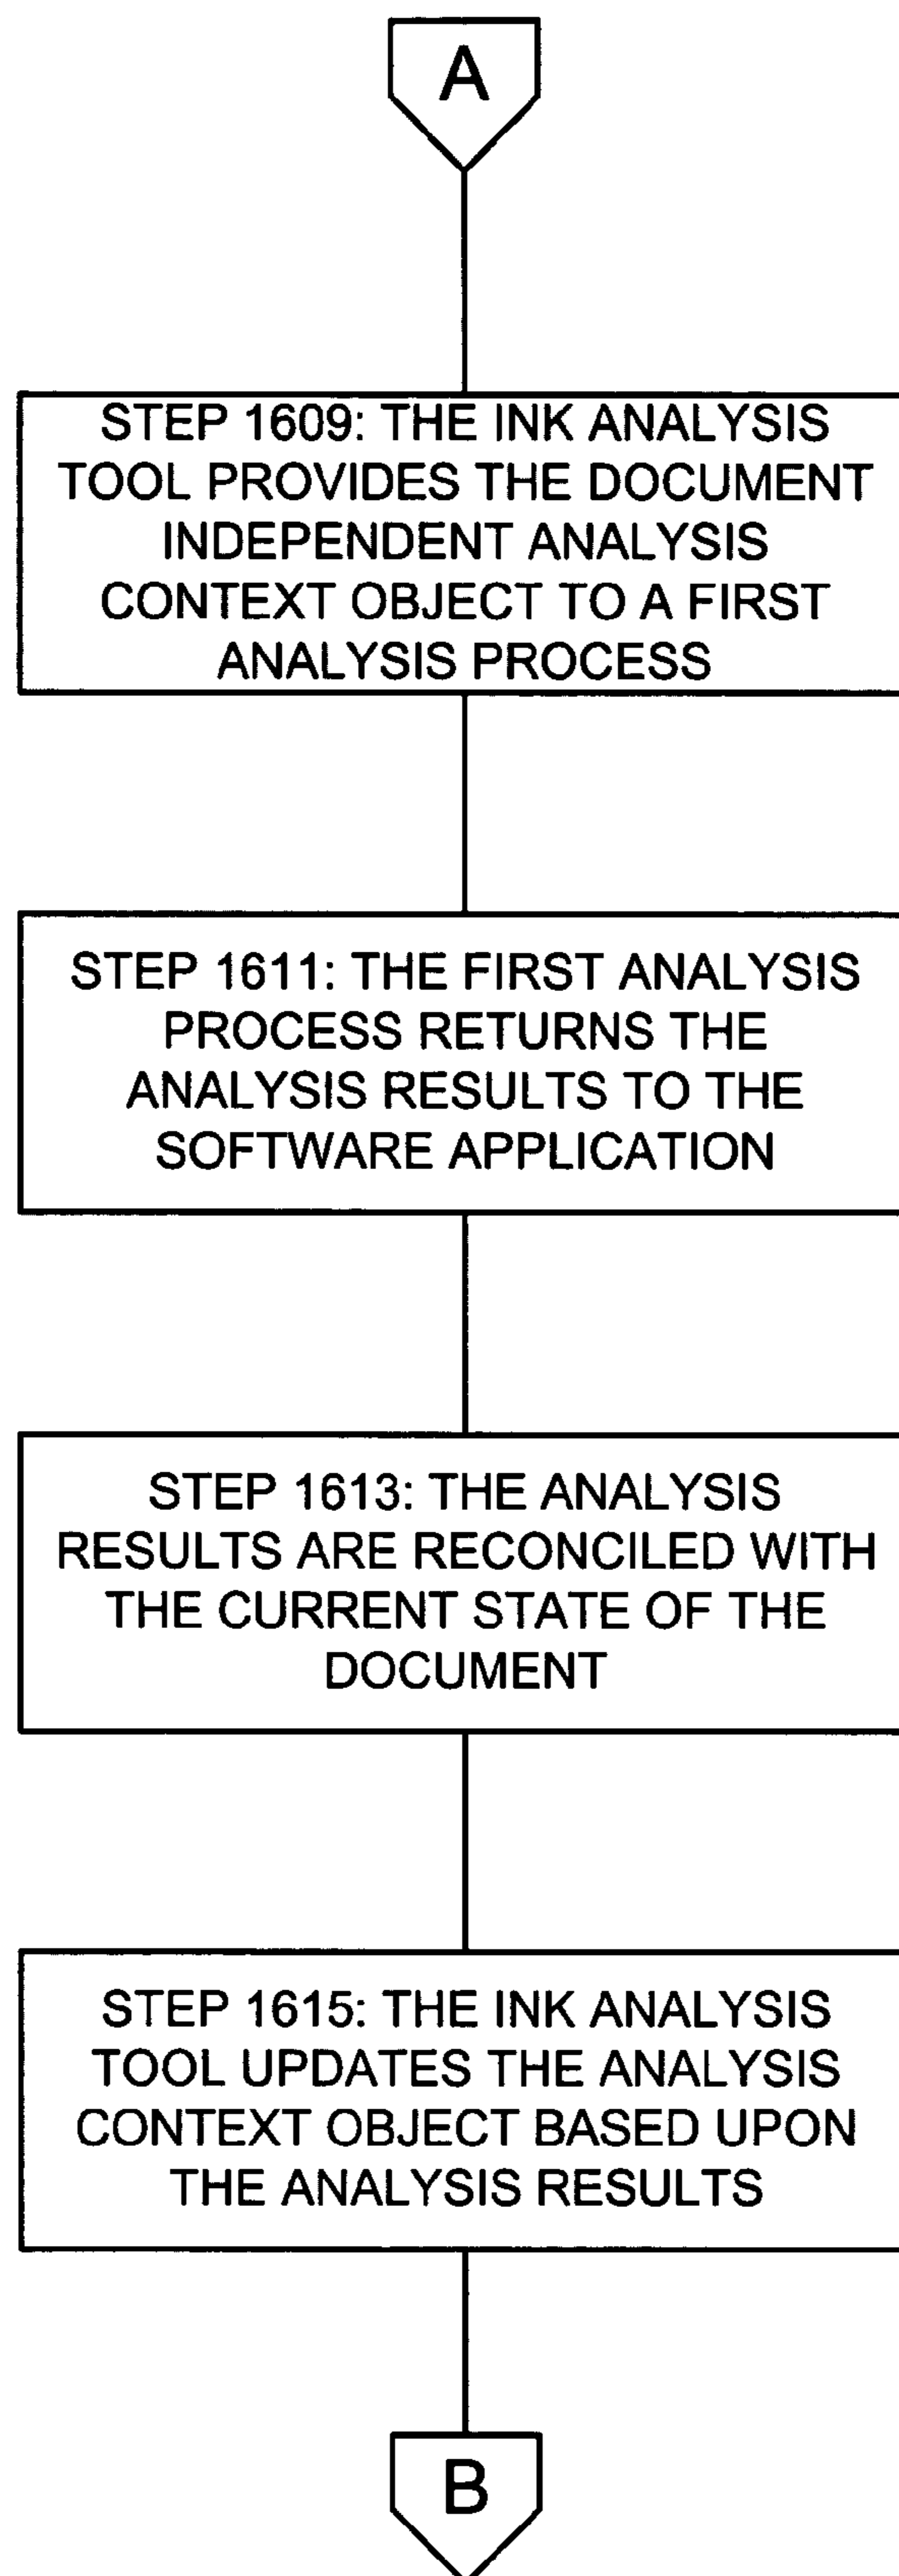 A
STEP 1609: THE INK ANALYSIS
TOOL PROVIDES THE DOCUMENT
INDEPENDENT ANALYSIS
CONTEXT OBJECT TO A FIRST
ANALYSIS PROCESS
STEP 1611: THE FIRST ANALYSIS
PROCESS RETURNS THE
ANALYSIS RESULTS TO THE
SOFTWARE APPLICATION
STEP 1613: THE ANALYSIS
RESULTS ARE RECONCILED WITH
THE CURRENT STATE OF THE
DOCUMENT
STEP 1615: THE INK ANALYSIS
TOOL UPDATES THE ANALYSIS
CONTEXT OBJECT BASED UPON
THE ANALYSIS RESULTS
B